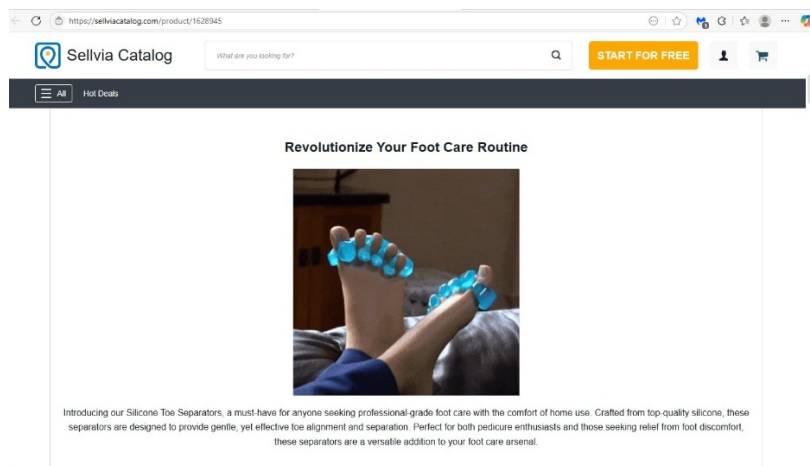 https://sellviacatalog.com/product/1628945
Sellvia Catalog
What are you looking for?
START FOR FREE
All
Hot Deals
Revolutionize Your Foot Care Routine
Introducing our Silicone Toe Separators, a must-have for anyone seeking professional-grade foot care with the comfort of home use. Crafted from top-quality silicone, these
separators are designed to provide gentle, yet effective toe alignment and separation. Perfect for both pedicure enthusiasts and those seeking relief from foot discomfort,
these separators are a versatile addition to your foot care arsenal.